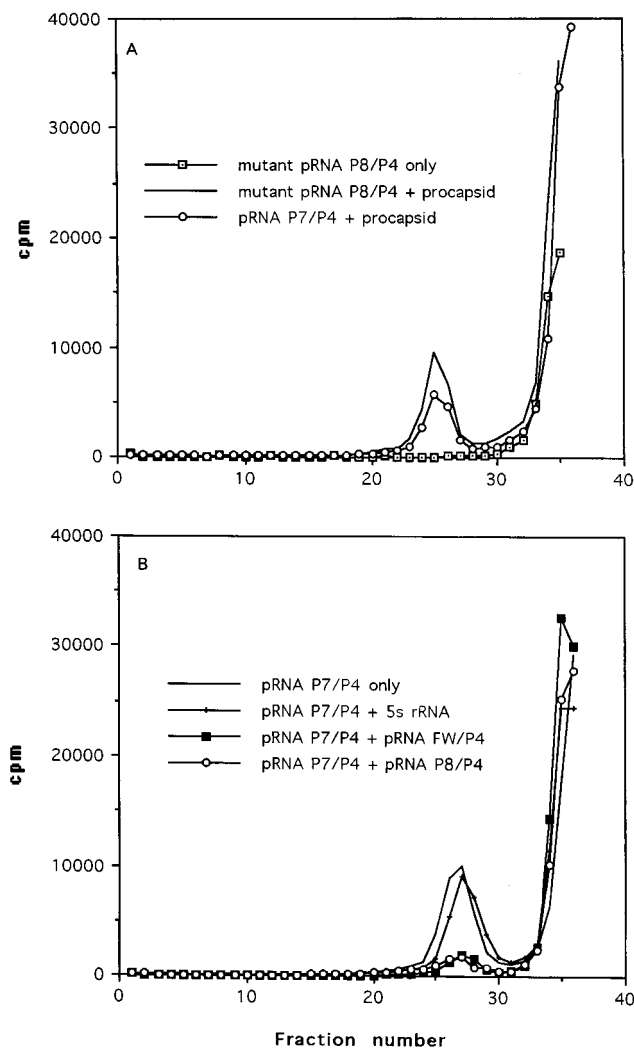 40000
A
30000
mutant pRNA P8/P4 only
mutant pRNA P8/P4 + procapsid
pRNA P7/P4 + procapsid
cpm
20000
10000
0
0 10 20 30 40
40000
B
30000
pRNA P7/P4 only
pRNA P7/P4 + 5s rRNA
pRNA P7/P4 + pRNA FW/P4
pRNA P7/P4 + pRNA P8/P4
cpm
20000
10000
0
0 10 20 30 40
Fraction number